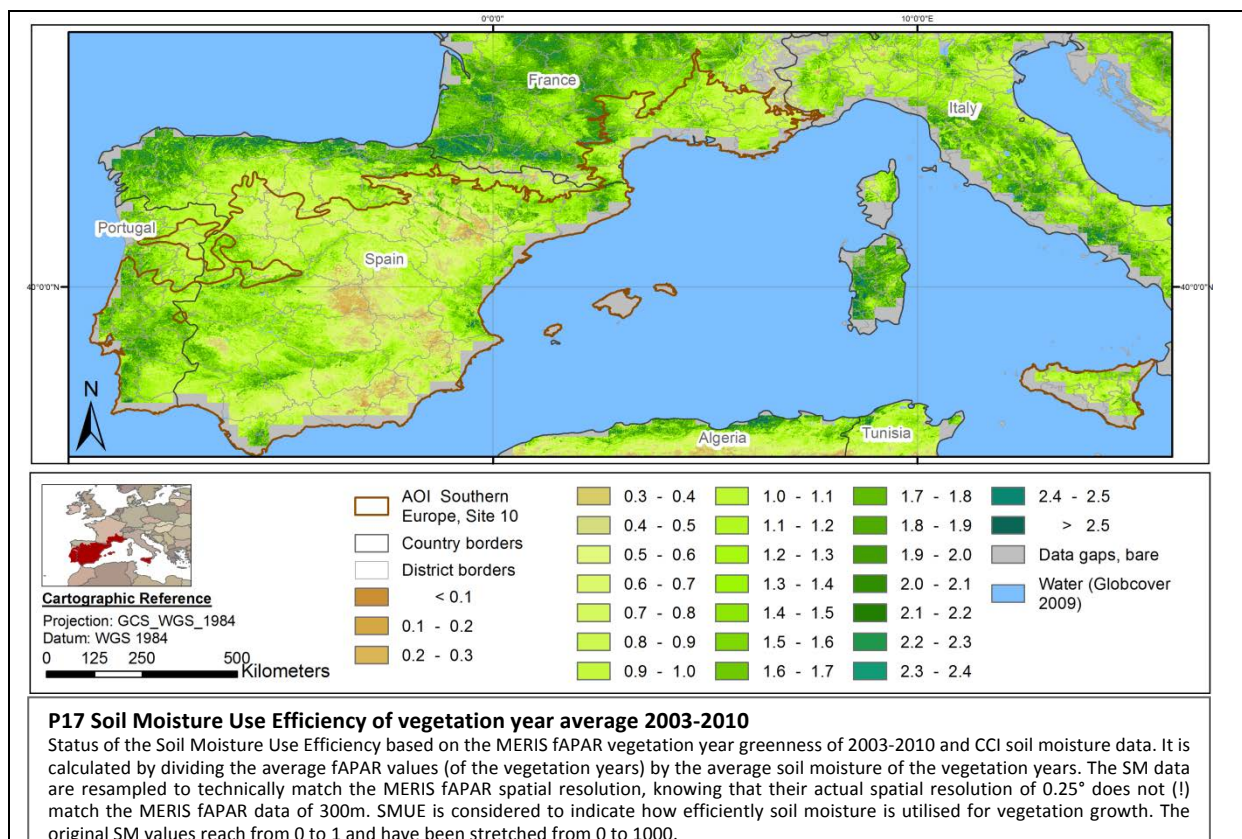 0°0'0" 10°0'0"E
France
Italy
Portugal
Spain
40°0'0"N 40°0'0"N
N
Algeria
Tunisia
AOI Southern Europe, Site 10
Country borders
District borders
< 0.1
0.1 - 0.2
0.2 - 0.3
0.3 - 0.4
0.4 - 0.5
0.5 - 0.6
0.6 - 0.7
0.7 - 0.8
0.8 - 0.9
0.9 - 1.0
1.0 - 1.1
1.1 - 1.2
1.2 - 1.3
1.3 - 1.4
1.4 - 1.5
1.5 - 1.6
1.6 - 1.7
1.7 - 1.8
1.8 - 1.9
1.9 - 2.0
2.0 - 2.1
2.1 - 2.2
2.2 - 2.3
2.3 - 2.4
2.4 - 2.5
> 2.5
Data gaps, bare
Water (Globcover 2009)
Cartographic Reference
Projection: GCS_WGS_1984
Datum: WGS 1984
0 125 250 500
Kilometers
P17 Soil Moisture Use Efficiency of vegetation year average 2003-2010
Status of the Soil Moisture Use Efficiency based on the MERIS fAPAR vegetation year greenness of 2003-2010 and CCI soil moisture data. It is
calculated by dividing the average fAPAR values (of the vegetation years) by the average soil moisture of the vegetation years. The SM data
are resampled to technically match the MERIS fAPAR spatial resolution, knowing that their actual spatial resolution of 0.25° does not (!)
match the MERIS fAPAR data of 300m. SMUE is considered to indicate how efficiently soil moisture is utilised for vegetation growth. The
original SM values reach from 0 to 1 and have been stretched from 0 to 1000.